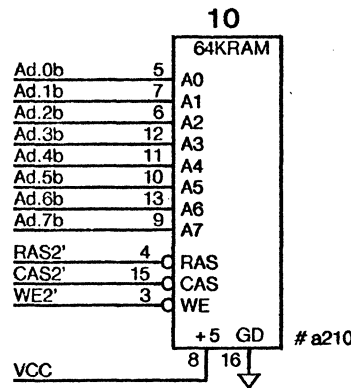 10
64KRAM
Ad.0b 5 A0
Ad.1b 7 A1
Ad.2b 6 A2
Ad.3b 12 A3
Ad.4b 11 A4
Ad.5b 10 A5
Ad.6b 13 A6
Ad.7b 9 A7
RAS2' 4 RAS
CAS2' 15 CAS
WE2' 3 WE
+5 GD # a210
VCC 8 16